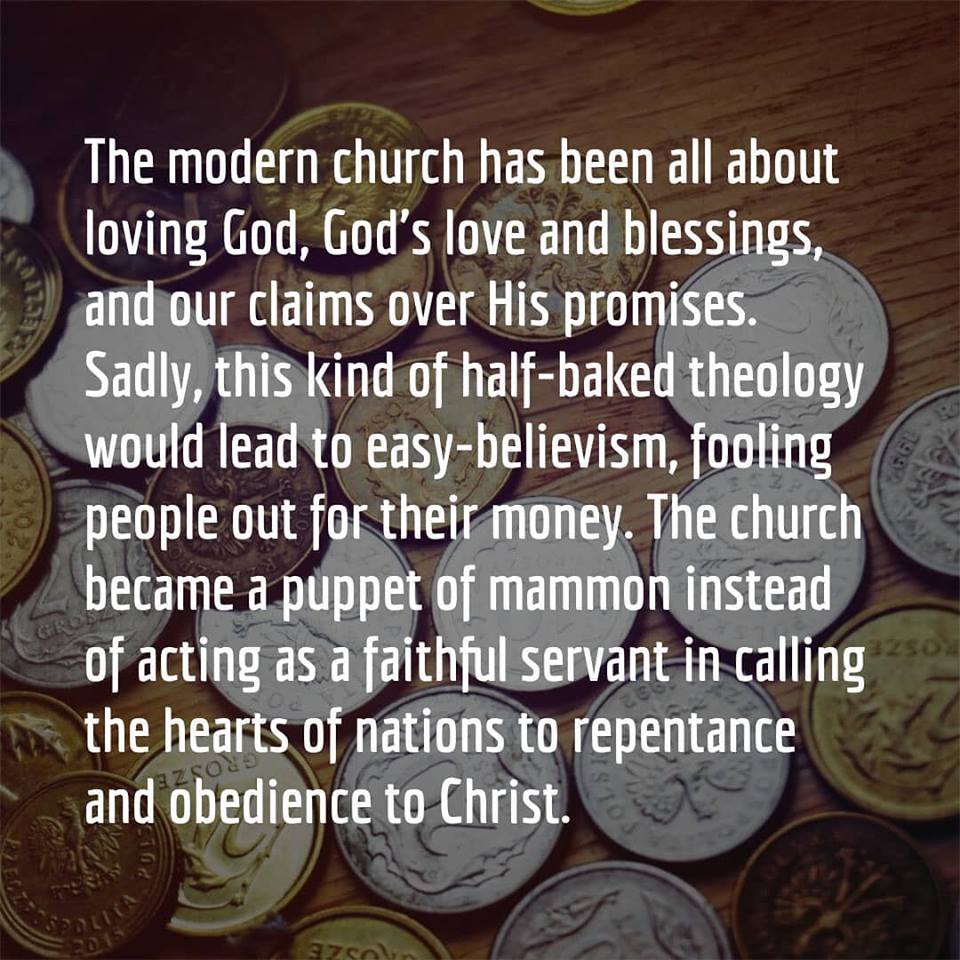 The modern church has been all about
loving God, God's love and blessings,
and our claims over His promises.
Sadly, this kind of half-baked theology
would lead to easy-believism, fooling
people out for their money. The church
became a puppet of mammon instead
of acting as a faithful servant in calling
the hearts of nations to repentance
and obedience to Christ.
GROSZE
GROSZE
RZECZPOSPOLITA